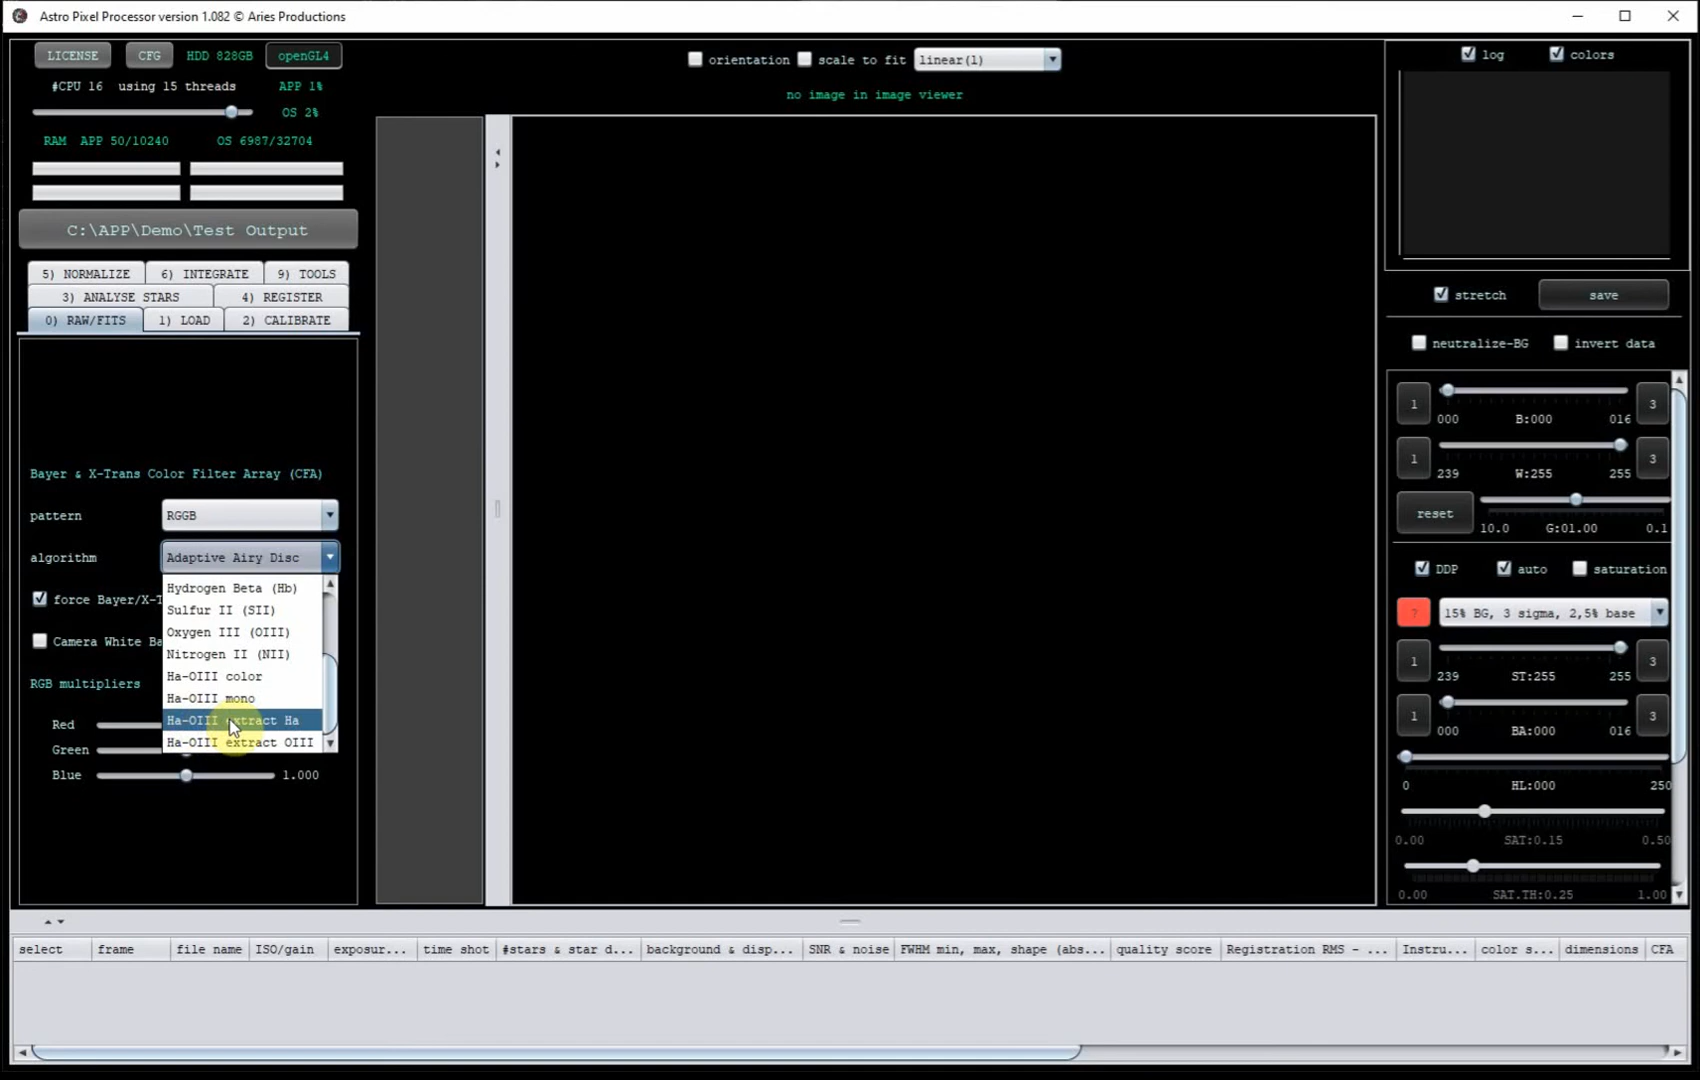 Astro Pixel Processor version 1.082 © Aries Productions
LICENSE CFG HDD 828GB openGL4
#CPU 16 using 15 threads APP 1%
OS 2%
RAM APP 50/10240 OS 6987/32704
C:\APP\Demo\Test Output
5) NORMALIZE 6) INTEGRATE 9) TOOLS
3) ANALYSE STARS 4) REGISTER
0) RAW/FITS 1) LOAD 2) CALIBRATE
Bayer & X-Trans Color Filter Array (CFA)
pattern RGGB
algorithm Adaptive Airy Disc
Hydrogen Beta (Hb)
force Bayer/X-T
Sulfur II (SII)
Oxygen III (OIII)
Camera White Ba
Nitrogen II (NII)
RGB multipliers
Ha-OIII color
Ha-OIII mono
Red
Ha-OIII extract Ha
Green
Ha-OIII extract OIII
Blue 1.000
orientation scale to fit linear(1)
no image in image viewer
log colors
stretch save
neutralize-BG invert data
1 3
000 B:000 016
1 3
239 W:255 255
reset
10.0 G:01.00 0.1
DDP auto saturation
? 15% BG, 3 sigma, 2,5% base
1 3
239 ST:255 255
1 3
000 BA:000 016
0 HL:000 250
0.00 SAT:0.15 0.50
0.00 SAT.TH:0.25 1.00
select frame file name ISO/gain exposur... time shot #stars & star d... background & disp... SNR & noise FWHM min, max, shape (abs... quality score Registration RMS - ... Instru... color s... dimensions CFA